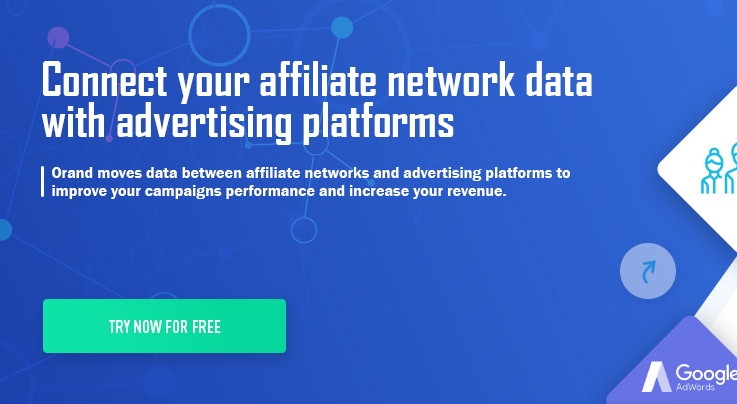 Connect your affiliate network data
with advertising platforms
Orand moves data between affiliate networks and advertising platforms to
improve your campaigns performance and increase your revenue.
TRY NOW FOR FREE
Google
AdWords